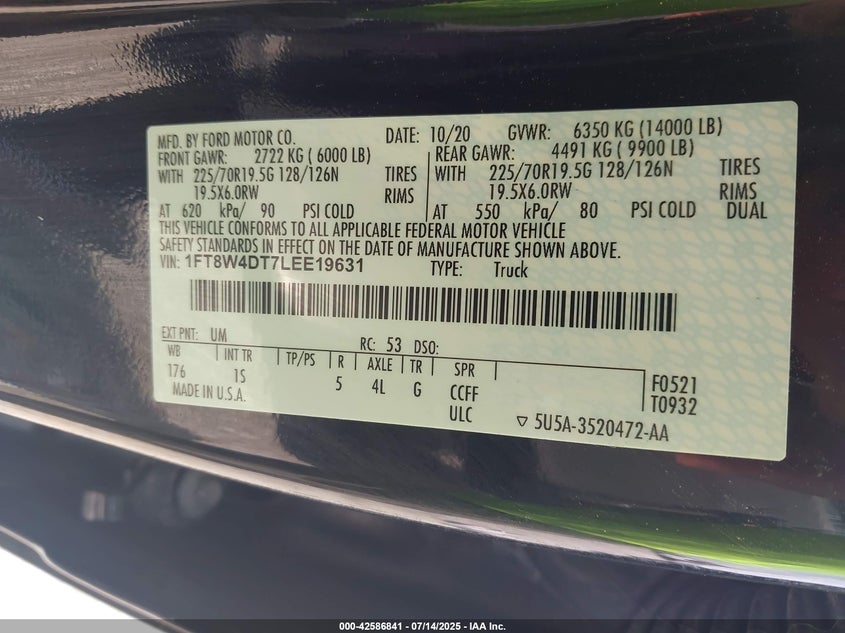 MFD. BY FORD MOTOR CO. DATE: 10/20 GVWR: 6350 KG (14000 LB)
FRONT GAWR: 2722 KG ( 6000 LB) REAR GAWR: 4491 KG ( 9900 LB)
WITH 225/70R19.5G 128/126N TIRES WITH 225/70R19.5G 128/126N TIRES
19.5X6.0RW RIMS 19.5X6.0RW RIMS
AT 620 kPa/ 90 PSI COLD AT 550 kPa/ 80 PSI COLD DUAL
THIS VEHICLE CONFORMS TO ALL APPLICABLE FEDERAL MOTOR VEHICLE
SAFETY STANDARDS IN EFFECT ON THE DATE OF MANUFACTURE SHOWN ABOVE.
VIN: 1FT8W4DT7LEE19631 TYPE: Truck
EXT PNT: UM RC: 53 DSO:
WB INT TR TP/PS R AXLE TR SPR
176 1S 5 4L G CCFF F0521
MADE IN U.S.A. ULC T0932
5U5A-3520472-AA
000-42586841 / 07/14/2025 - IAA Inc.